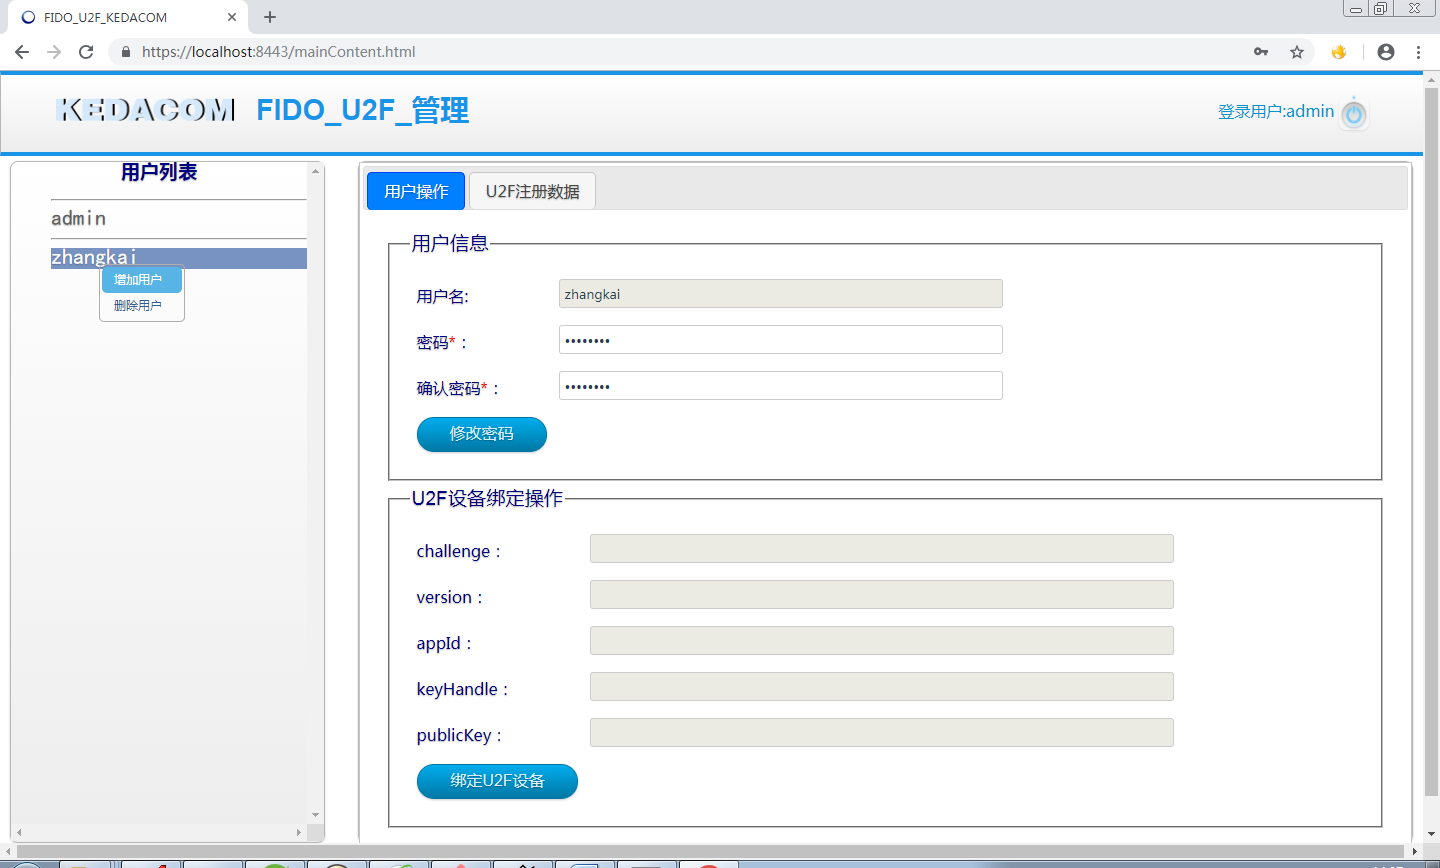 FIDO_U2F_KEDACOM
https://localhost:8443/mainContent.html
KEDACOM FIDO_U2F_管理
登录用户:admin
用户列表
admin
zhangkai
增加用户
删除用户
用户操作
U2F注册数据
用户信息
用户名:
zhangkai
密码*：
••••••••
确认密码*：
••••••••
修改密码
U2F设备绑定操作
challenge：
version：
appId：
keyHandle：
publicKey：
绑定U2F设备